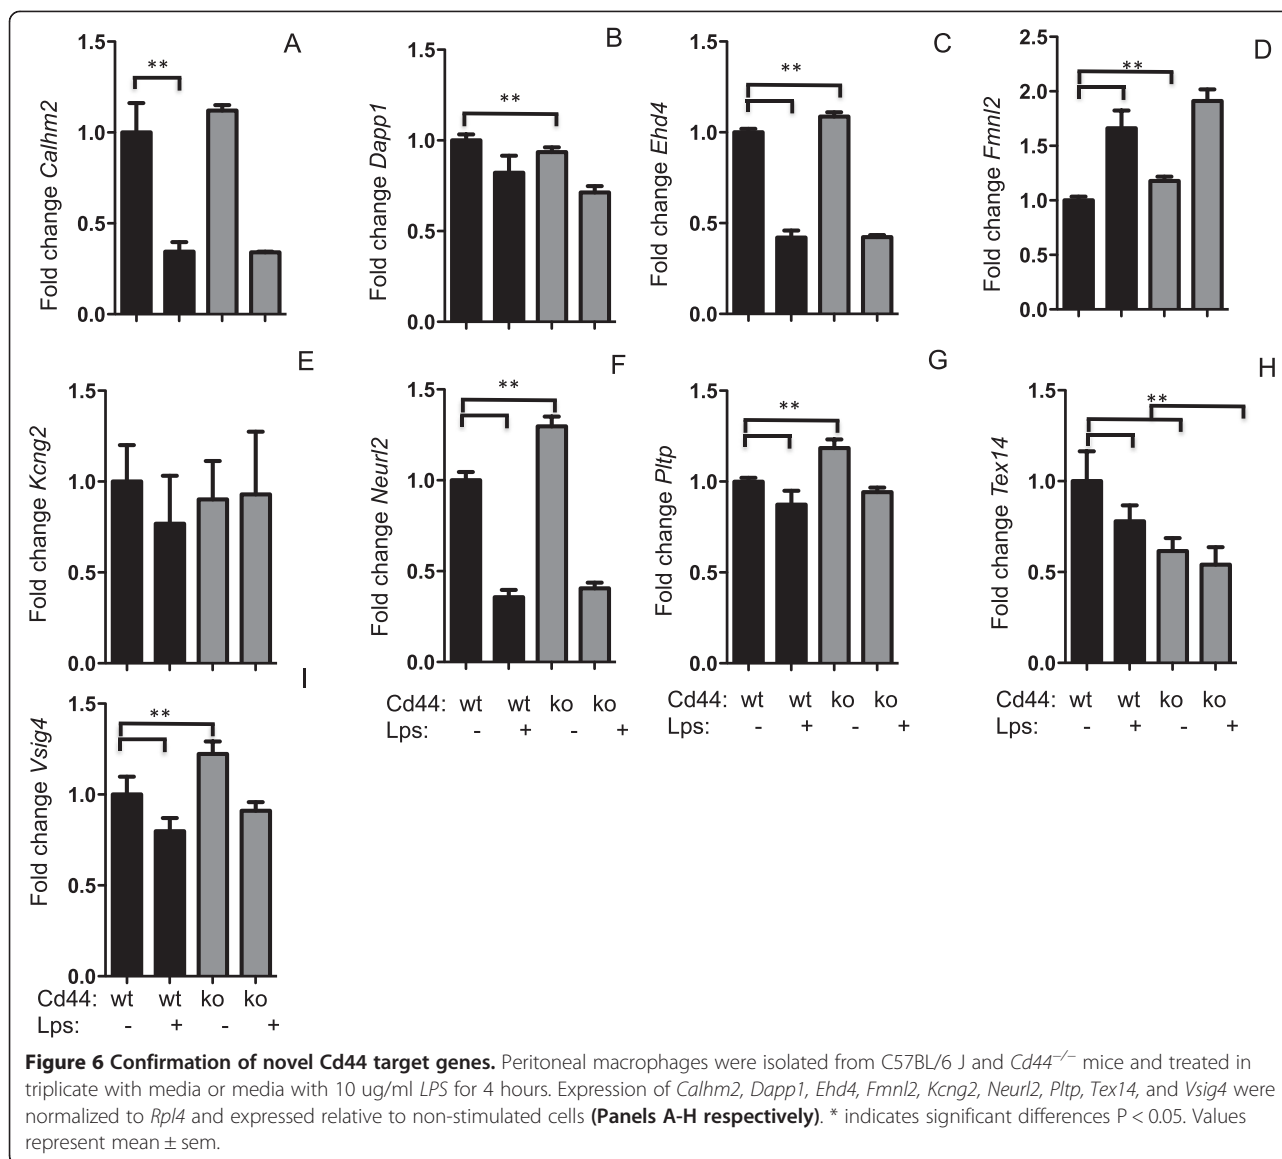 A
1.5
1.0
0.5
0.0
Fold change Calhm2
**
B
1.5
1.0
0.5
0.0
Fold change Dapp1
**
C
1.5
1.0
0.5
0.0
Fold change Ehd4
**
D
2.5
2.0
1.5
1.0
0.5
0.0
Fold change Fmnl2
**
E
1.5
1.0
0.5
0.0
Fold change Kcng2
F
1.5
1.0
0.5
0.0
Fold change Neurl2
**
Cd44: wt wt ko ko
Lps: - + - +
G
1.5
1.0
0.5
0.0
Fold change Pltp
**
Cd44: wt wt ko ko
Lps: - + - +
H
1.5
1.0
0.5
0.0
Fold change Tex14
**
Cd44: wt wt ko ko
Lps: - + - +
I
1.5
1.0
0.5
0.0
Fold change Vsig4
**
Cd44: wt wt ko ko
Lps: - + - +
Figure 6 Confirmation of novel Cd44 target genes. Peritoneal macrophages were isolated from C57BL/6 J and Cd44−/− mice and treated in
triplicate with media or media with 10 ug/ml LPS for 4 hours. Expression of Calhm2, Dapp1, Ehd4, Fmnl2, Kcng2, Neurl2, Pltp, Tex14, and Vsig4 were
normalized to Rpl4 and expressed relative to non-stimulated cells (Panels A-H respectively). * indicates significant differences P < 0.05. Values
represent mean ± sem.